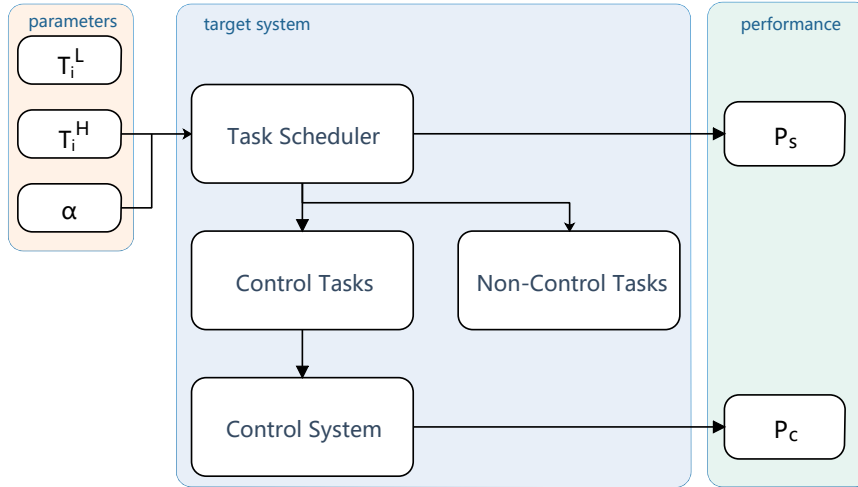 parameters
T_i^L
T_i^H
α
target system
Task Scheduler
Control Tasks
Non-Control Tasks
Control System
performance
P_s
P_c